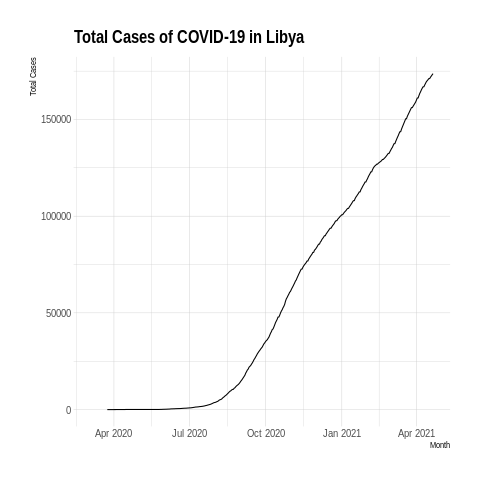 Total Cases of COVID-19 in Libya
Total Cases
150000
100000
50000
0
Apr 2020
Jul 2020
Oct 2020
Jan 2021
Apr 2021
Month